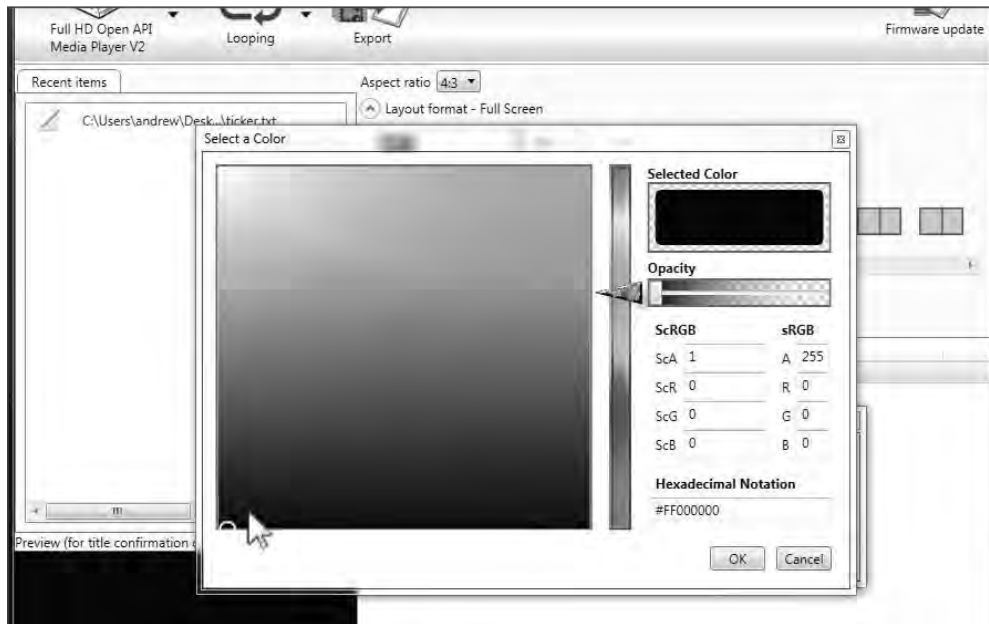 Full HD Open API
Media Player V2
Looping
Export
Firmware update
Recent items
Aspect ratio 4:3
Layout format - Full Screen
C:\Users\andrew\Desk...\ticker.txt
Select a Color
Selected Color
Opacity
ScRGB sRGB
ScA 1 A 255
ScR 0 R 0
ScG 0 G 0
ScB 0 B 0
Hexadecimal Notation
#FF000000
OK Cancel
Preview (for title confirmation